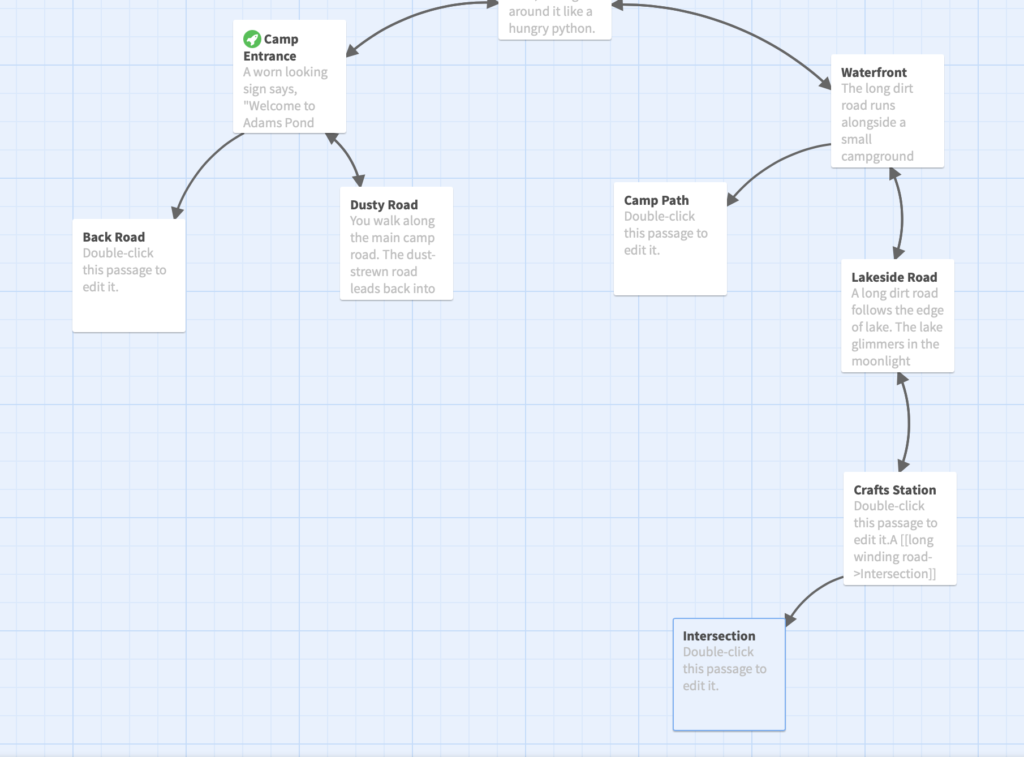 around it like a
hungry python.
Camp
Entrance
A worn looking
sign says,
"Welcome to
Adams Pond
Waterfront
The long dirt
road runs
alongside a
small
campground
Back Road
Double-click
this passage to
edit it.
Dusty Road
You walk along
the main camp
road. The dust-
strewn road
leads back into
Camp Path
Double-click
this passage to
edit it.
Lakeside Road
A long dirt road
follows the edge
of lake. The lake
glimmers in the
moonlight
Crafts Station
Double-click
this passage to
edit it.A [[long
winding road-
>Intersection]]
Intersection
Double-click
this passage to
edit it.